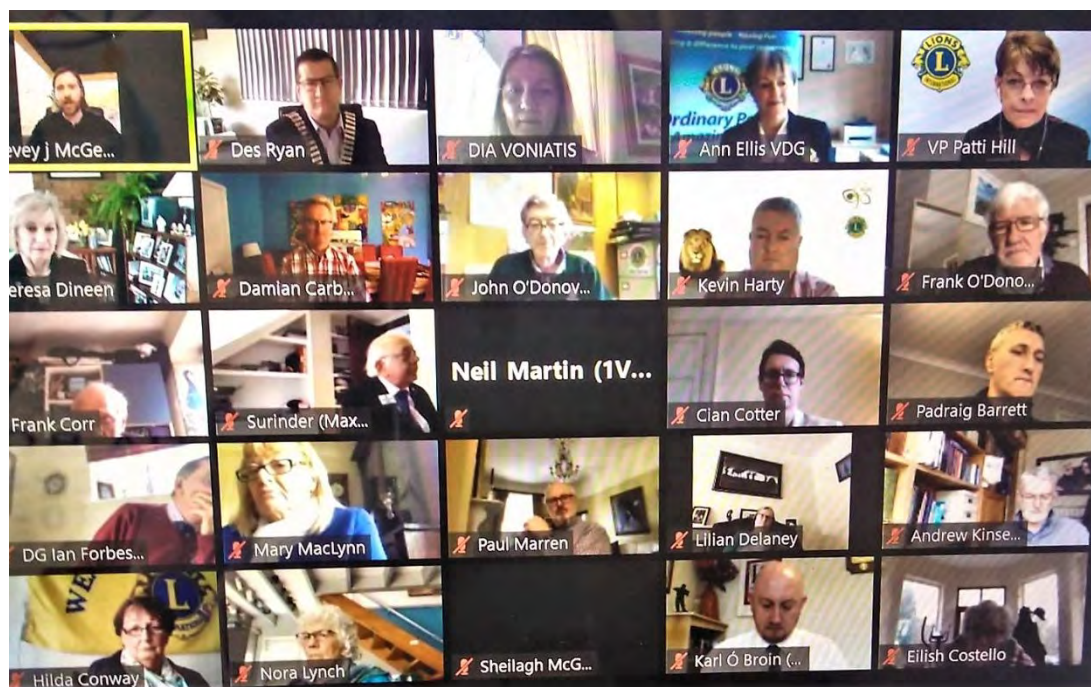 evey j McGe...
Des Ryan
DIA VONIATIS
Ann Ellis VDG
VP Patti Hill
LIONS
L
INTERNATIONAL
L
rdinary P
eresa Dineen
Damian Carb...
John O'Donov...
Kevin Harty
Frank O'Dono...
Frank Corr
Surinder (Max...
Neil Martin (1V...
Cian Cotter
Padraig Barrett
DG Ian Forbes...
Mary MacLynn
Paul Marren
Lilian Delaney
Andrew Kinse...
WE
L
Hilda Conway
Nora Lynch
Sheilagh McG...
Karl Ó Broin (...
Eilish Costello